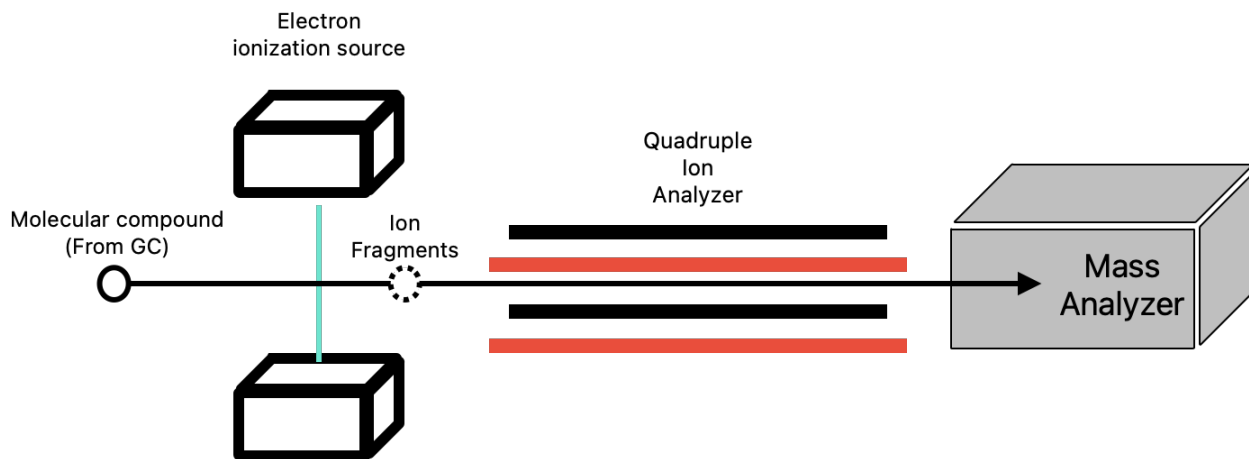 Electron
ionization source
Quadruple
Ion
Analyzer
Molecular compound
(From GC)
Ion
Fragments
Mass
Analyzer